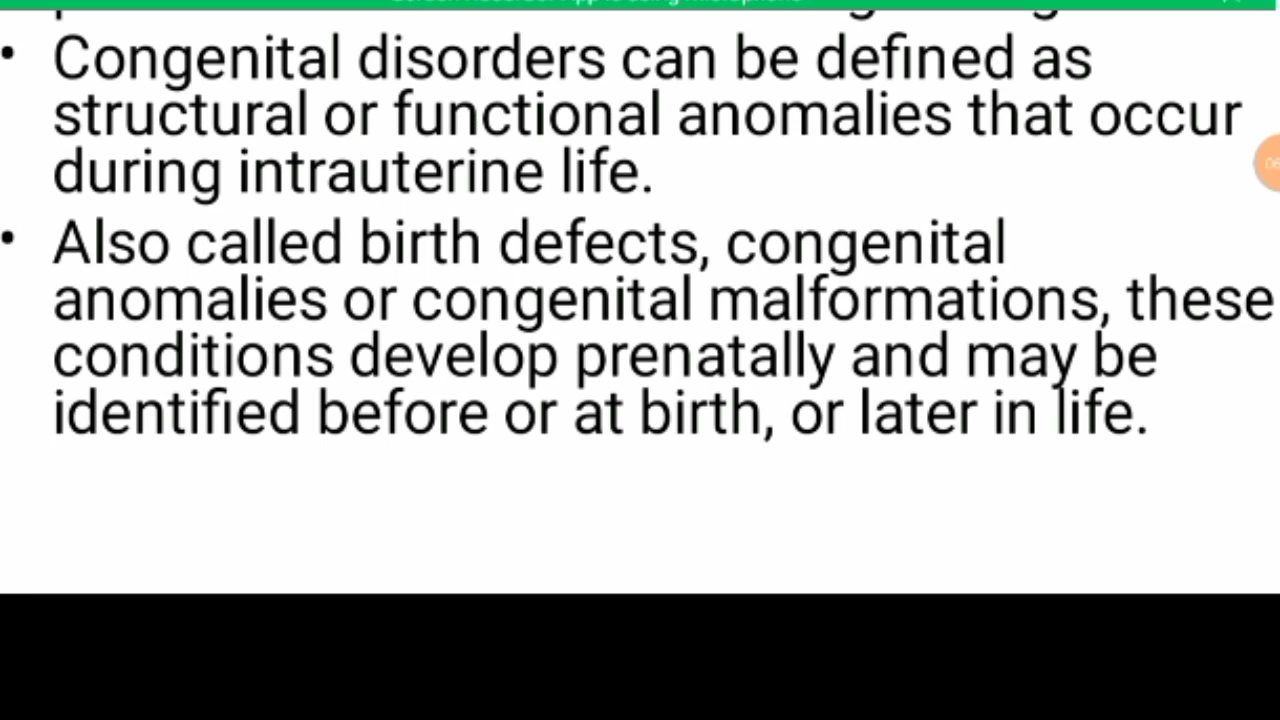 • Congenital disorders can be defined as
structural or functional anomalies that occur
during intrauterine life.
• Also called birth defects, congenital
anomalies or congenital malformations, these
conditions develop prenatally and may be
identified before or at birth, or later in life.